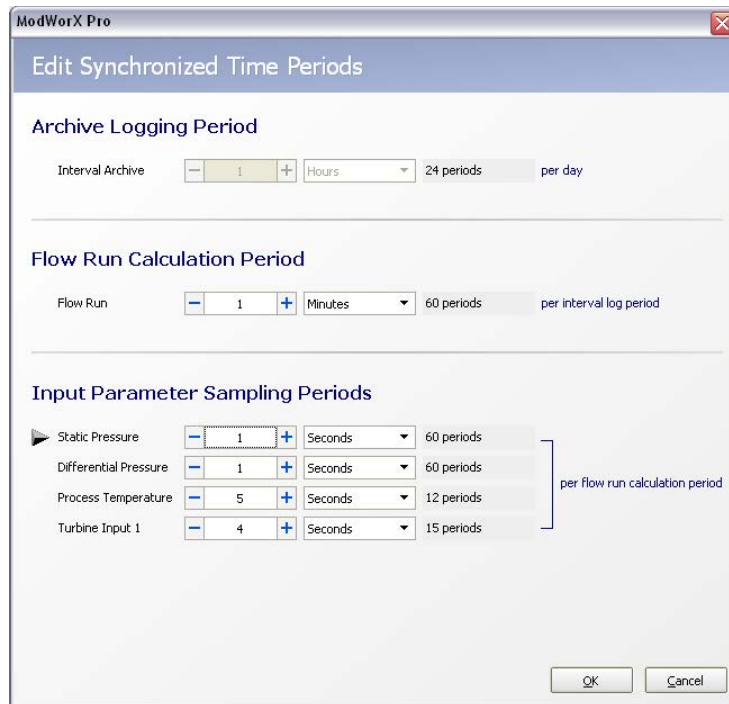 ModWorX Pro
Edit Synchronized Time Periods
Archive Logging Period
Interval Archive 1 Hours 24 periods per day
Flow Run Calculation Period
Flow Run 1 Minutes 60 periods per interval log period
Input Parameter Sampling Periods
Static Pressure 1 Seconds 60 periods
Differential Pressure 1 Seconds 60 periods
per flow run calculation period
Process Temperature 5 Seconds 12 periods
Turbine Input 1 4 Seconds 15 periods
OK Cancel